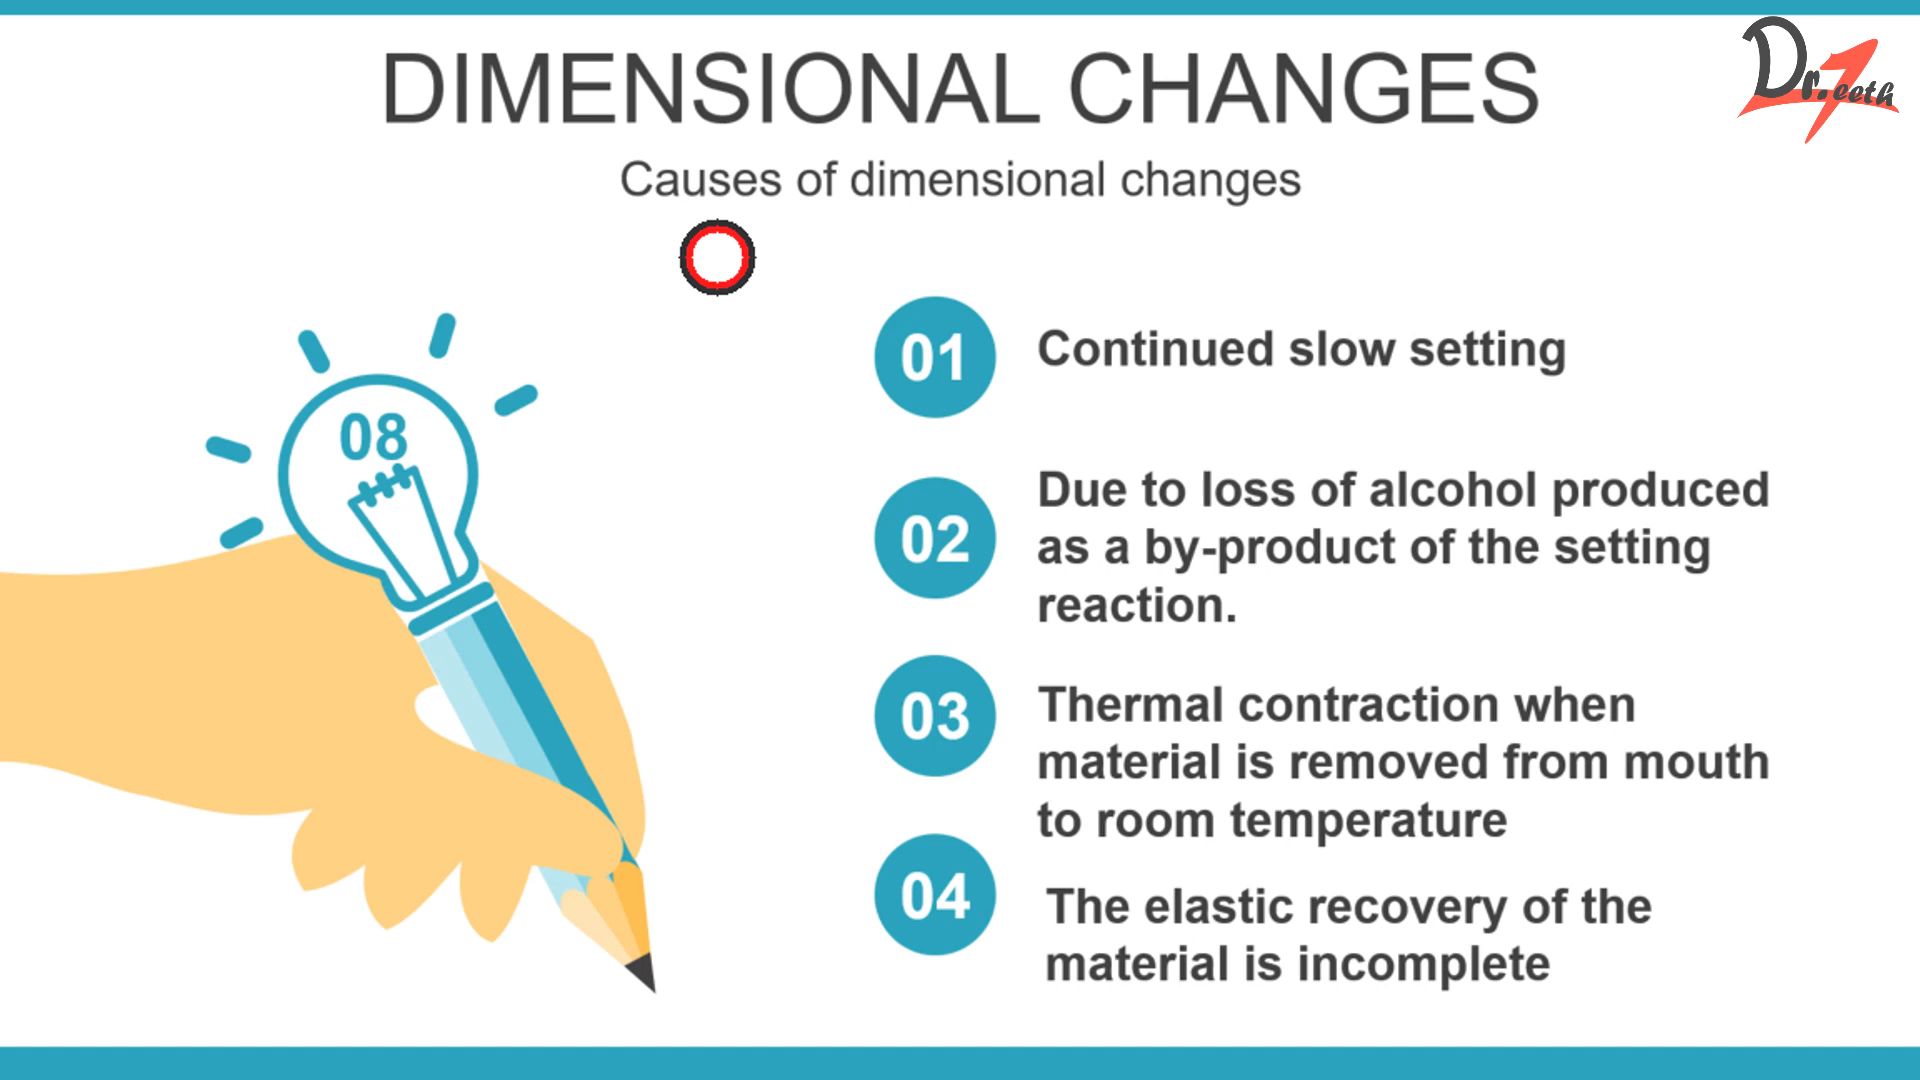 DIMENSIONAL CHANGES
Dr. Teeth
Causes of dimensional changes
08
01
Continued slow setting
02
Due to loss of alcohol produced
as a by-product of the setting
reaction.
03
Thermal contraction when
material is removed from mouth
to room temperature
04
The elastic recovery of the
material is incomplete